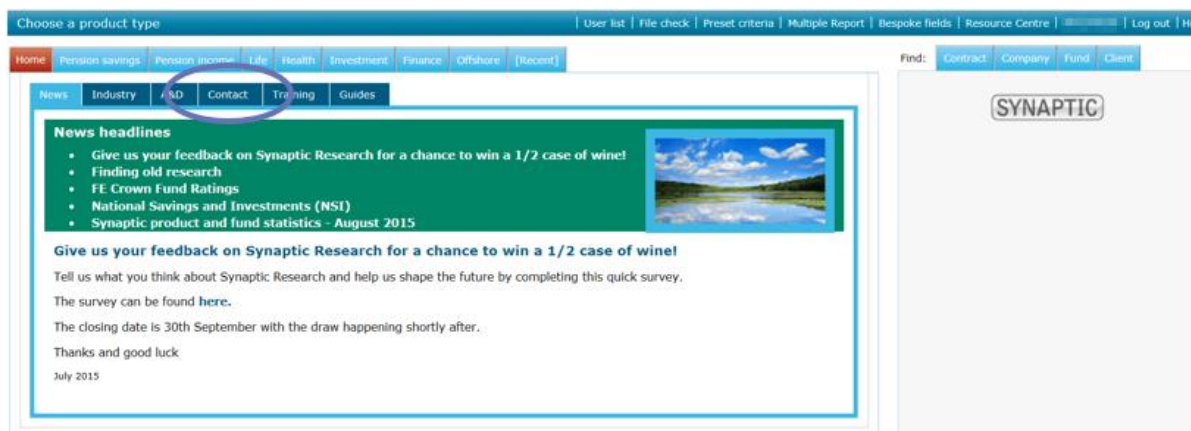 Choose a product type
| User list | File check | Preset criteria | Multiple Report | Bespoke fields | Resource Centre | | Log out | H
Home Pension savings Pension income Life Health Investment Finance Offshore [Recent]
Find: Contract Company Fund Client
News Industry A&D Contact Training Guides
SYNAPTIC
News headlines
• Give us your feedback on Synaptic Research for a chance to win a 1/2 case of wine!
• Finding old research
• FE Crown Fund Ratings
• National Savings and Investments (NSI)
• Synaptic product and fund statistics - August 2015
Give us your feedback on Synaptic Research for a chance to win a 1/2 case of wine!
Tell us what you think about Synaptic Research and help us shape the future by completing this quick survey.
The survey can be found here.
The closing date is 30th September with the draw happening shortly after.
Thanks and good luck
July 2015